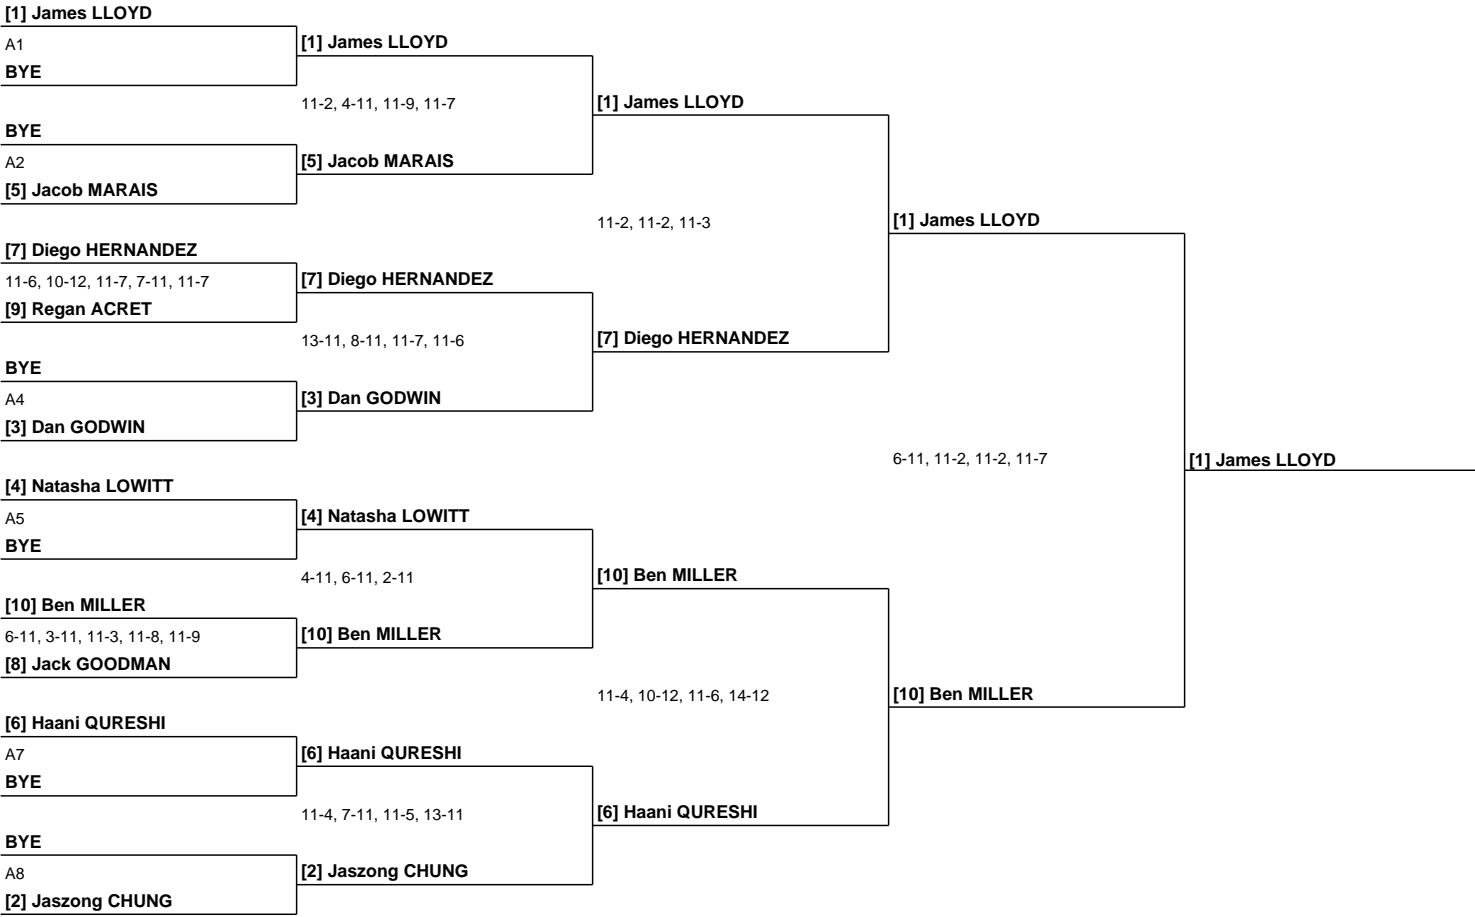 [1] James LLOYD
A1
BYE
BYE
A2
[5] Jacob MARAIS
[7] Diego HERNANDEZ
11-6, 10-12, 11-7, 7-11, 11-7
[9] Regan ACRET
BYE
A4
[3] Dan GODWIN
[4] Natasha LOWITT
A5
BYE
[10] Ben MILLER
6-11, 3-11, 11-3, 11-8, 11-9
[8] Jack GOODMAN
[6] Haani QURESHI
A7
BYE
BYE
A8
[2] Jaszong CHUNG
[1] James LLOYD
11-2, 4-11, 11-9, 11-7
[5] Jacob MARAIS
[7] Diego HERNANDEZ
13-11, 8-11, 11-7, 11-6
[3] Dan GODWIN
[4] Natasha LOWITT
4-11, 6-11, 2-11
[10] Ben MILLER
[6] Haani QURESHI
11-4, 7-11, 11-5, 13-11
[2] Jaszong CHUNG
[1] James LLOYD
11-2, 11-2, 11-3
[7] Diego HERNANDEZ
[10] Ben MILLER
11-4, 10-12, 11-6, 14-12
[6] Haani QURESHI
[1] James LLOYD
6-11, 11-2, 11-2, 11-7
[10] Ben MILLER
[1] James LLOYD